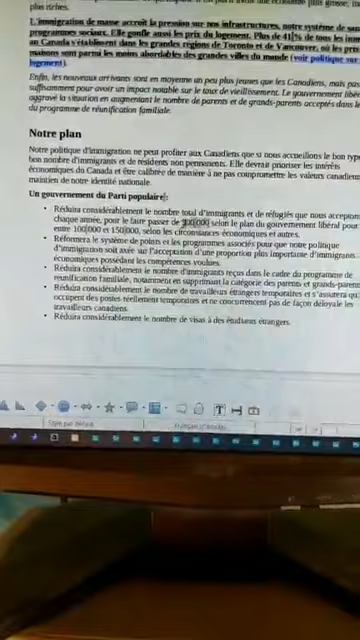 plus riches.
L'immigration de masse accroît la pression sur nos infrastructures, notre système de san
programmes sociaux. Elle gonfle aussi les prix du logement. Plus de 41 % de tous les imm
au Canada s'établissent dans les grandes régions de Toronto et de Vancouver, où les prix
maisons sont parmi les moins abordables des grandes villes du monde (voir politique sur
logement).
Enfin, les nouveaux arrivants sont en moyenne un peu plus jeunes que les Canadiens, mais pas
suffisamment pour avoir un impact notable sur le taux de vieillissement. Le gouvernement libér
aggravé la situation en augmentant le nombre de parents et de grands-parents acceptés dans le
du programme de réunification familiale.
Notre plan
Notre politique d'immigration ne peut profiter aux Canadiens que si nous accueillons le bon type
bon nombre d'immigrants et de résidents non permanents. Elle devrait prioriser les intérêts
économiques du Canada et être calibrée de manière à ne pas compromettre les valeurs canadiennes
maintien de notre identité nationale.
Un gouvernement du Parti populaire :
• Réduira considérablement le nombre total d'immigrants et de réfugiés que nous acceptons
chaque année, pour le faire passer de selon le plan du gouvernement libéral pour
entre 100 000 et 150 000, selon les circonstances économiques et autres.
• Réformera le système de points et les programmes associés pour que notre politique
d'immigration soit axée sur l'acceptation d'une proportion plus importante d'immigrants
économiques possédant les compétences voulues.
• Réduira considérablement le nombre d'immigrants reçus dans le cadre du programme de
réunification familiale, notamment en supprimant la catégorie des parents et grands-parents
• Réduira considérablement le nombre de travailleurs étrangers temporaires et s'assurera qu'
occupent des postes réellement temporaires et ne concurrencent pas de façon déloyale les
travailleurs canadiens.
• Réduira considérablement le nombre de visas à des étudiants étrangers.
Style par défaut